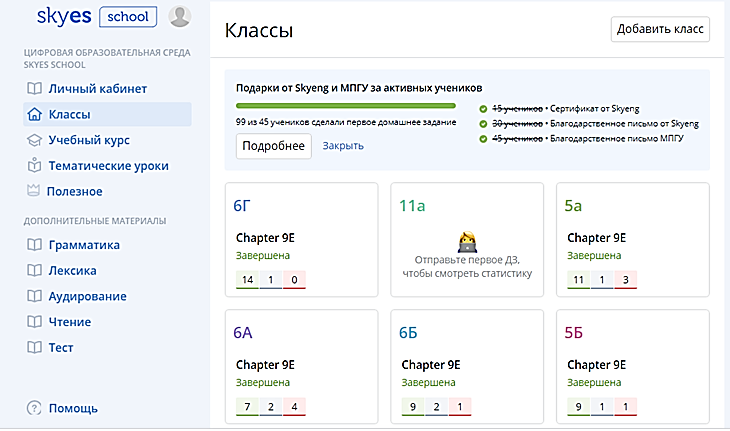 skyes school
ЦИФРОВАЯ ОБРАЗОВАТЕЛЬНАЯ СРЕДА
SKYES SCHOOL
Личный кабинет
Классы
Учебный курс
Тематические уроки
Полезное
ДОПОЛНИТЕЛЬНЫЕ МАТЕРИАЛЫ
Грамматика
Лексика
Аудирование
Чтение
Тест
Помощь
Классы
Добавить класс
Подарки от Skyeng и МПГУ за активных учеников
99 из 45 учеников сделали первое домашнее задание
Подробнее Закрыть
15 учеников • Сертификат от Skyeng
30 учеников • Благодарственное письмо от Skyeng
45 учеников • Благодарственное письмо МПГУ
6Г
Chapter 9E
Завершена
14 1 0
11а
Отправьте первое ДЗ,
чтобы смотреть статистику
5а
Chapter 9E
Завершена
11 1 3
6А
Chapter 9E
Завершена
7 2 4
6Б
Chapter 9E
Завершена
9 2 1
5Б
Chapter 9E
Завершена
9 1 1